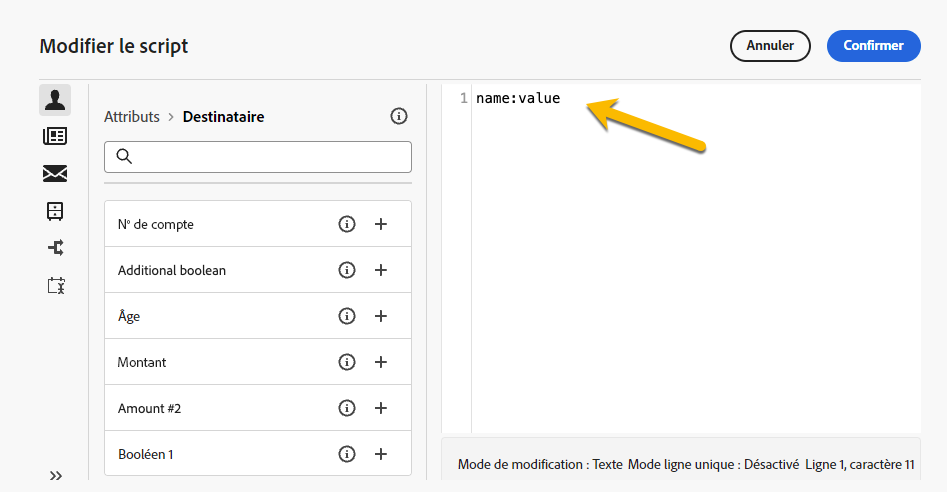 Modifier le script
Annuler
Confirmer
Attributs > Destinataire
N° de compte
Additional boolean
Âge
Montant
Amount #2
Booléen 1
1 name:value
Mode de modification : Texte Mode ligne unique : Désactivé Ligne 1, caractère 11